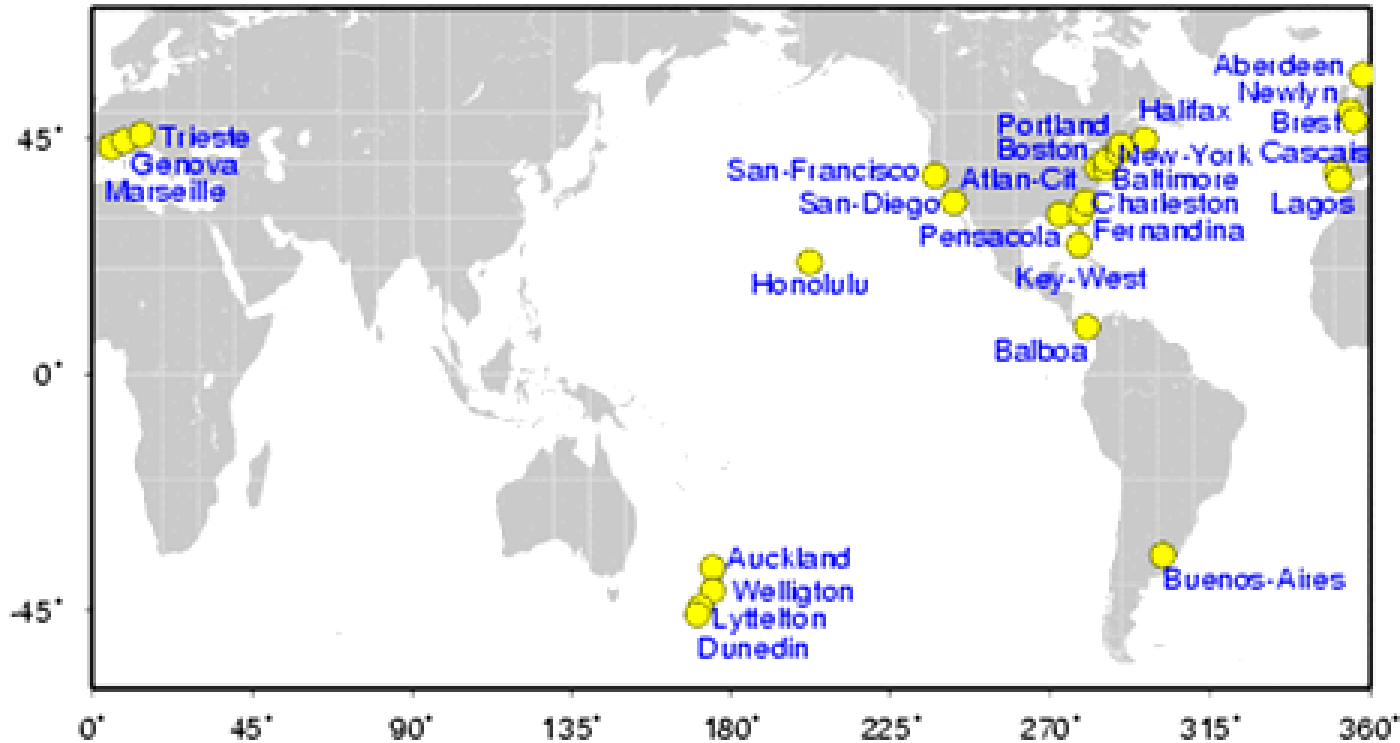 Aberdeen
Newlyn
Halifax
Portland
Brest
45°
Trieste
Boston
New-York
Cascais
Genova
San-Francisco
Atlan-Cit
Baltimore
Marseille
San-Diego
Charleston
Lagos
Pensacola
Fernandina
Honolulu
Key-West
Balboa
0°
Auckland
Buenos-Aires
Welligton
-45°
Lyttelton
Dunedin
0° 45° 90° 135° 180° 225° 270° 315° 360°